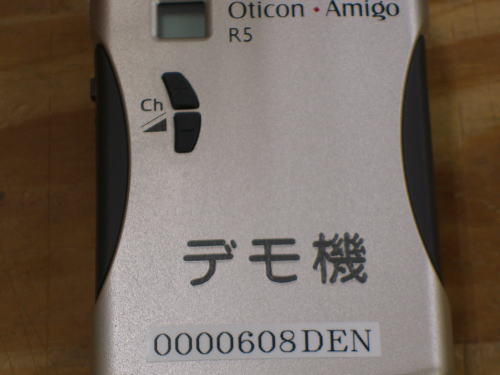 Oticon • Amigo
R5
Ch
デモ機
0000608DEN